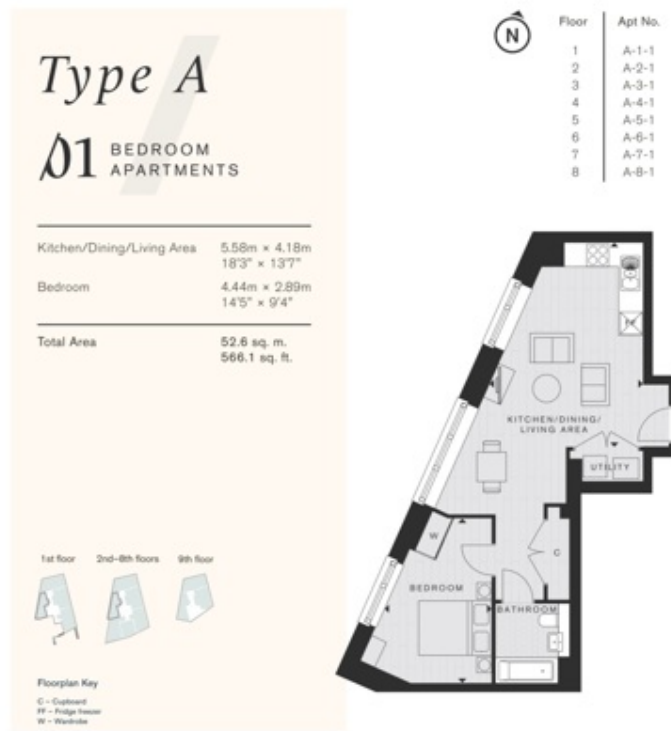 Type A
01 BEDROOM
APARTMENTS
Kitchen/Dining/Living Area 5.58m × 4.18m
18'3" × 13'7"
Bedroom 4.44m × 2.89m
14'5" × 9'4"
Total Area 52.6 sq. m.
566.1 sq. ft.
1st floor 2nd–8th floors 9th floor
Floorplan Key
C – Cupboard
FF – Fridge freezer
W – Wardrobe
N
Floor Apt No.
1 A-1-1
2 A-2-1
3 A-3-1
4 A-4-1
5 A-5-1
6 A-6-1
7 A-7-1
8 A-8-1
FF
KITCHEN/DINING/
LIVING AREA
UTILITY
W
C
BEDROOM
BATHROOM